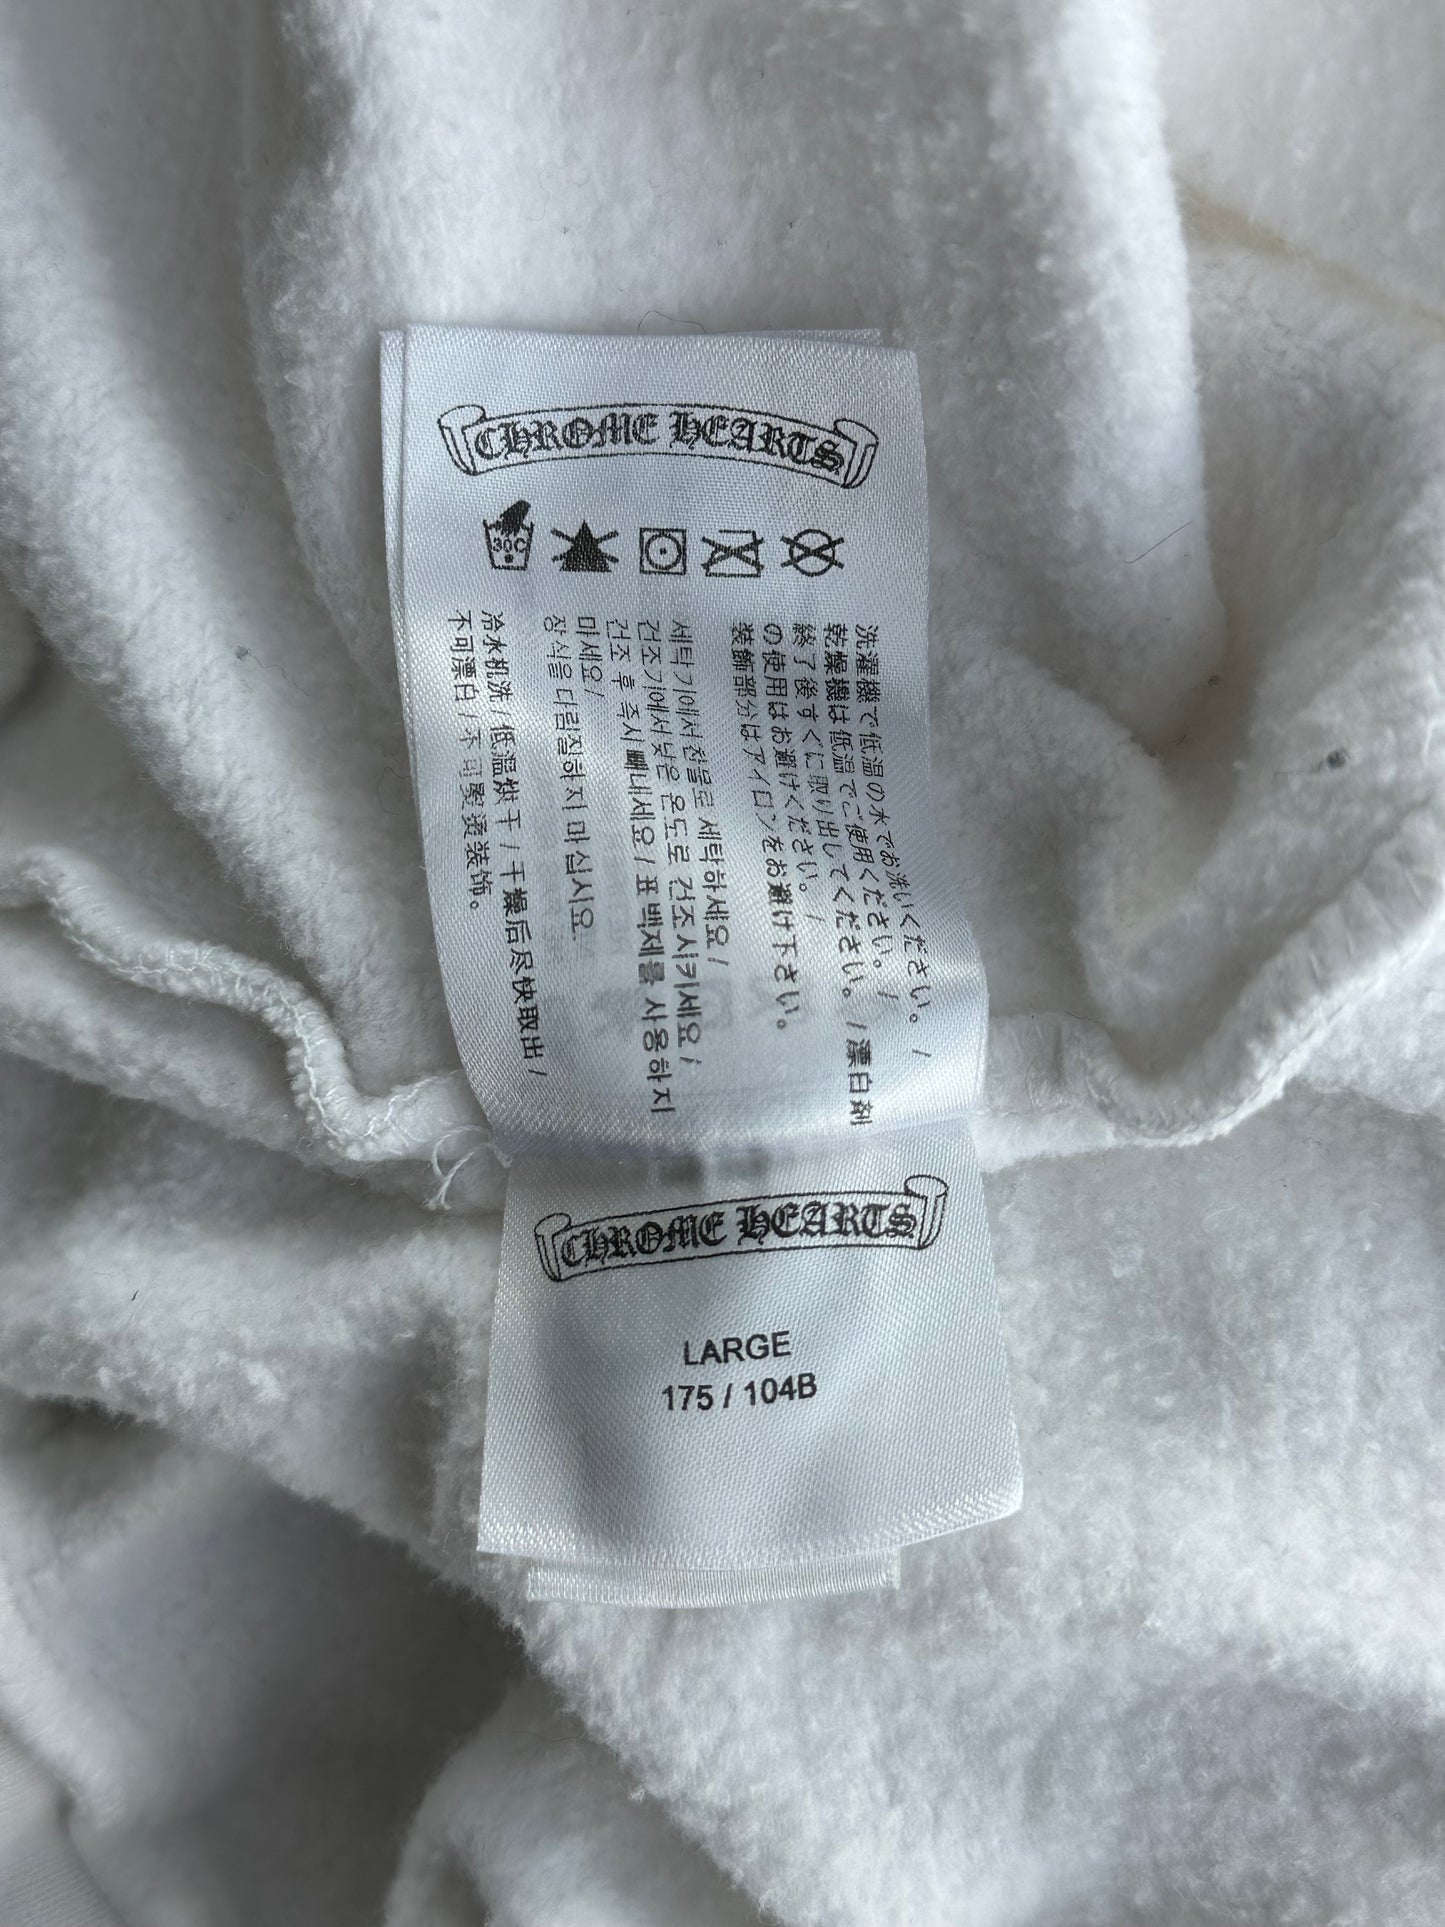 CHROME HEARTS
30C
洗濯機で低温の水でお洗いください。 /
乾燥機は低温でご使用ください。 /
終了後すぐに取り出してください。 / 漂白剤
の使用はお避けください。 /
装飾部分はアイロンをお避け下さい。
세탁기에서 찬물로 세탁하세요 /
건조기에서 낮은 온도로 건조시키세요 /
건조 후 즉시 빼내세요 / 표백제를 사용하지
마세요 /
장식을 다림질하지 마십시오.
冷水机洗 / 低温烘干 / 干燥后尽快取出 /
不可漂白 / 不可熨烫装饰。
CHROME HEARTS
LARGE
175 / 104B